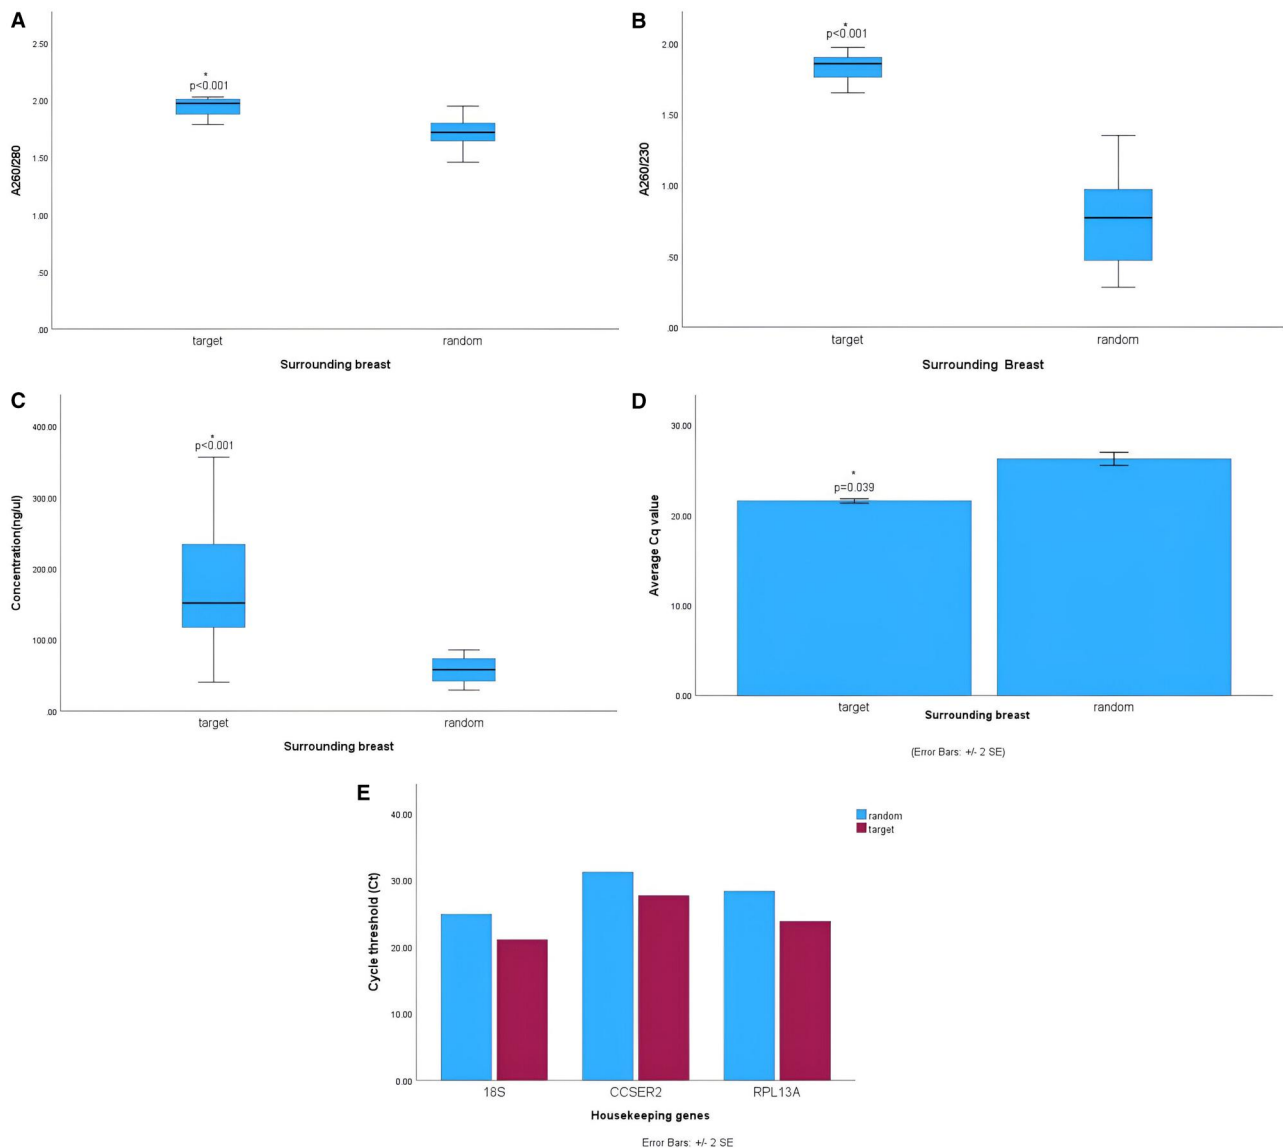 A
2.50
2.00
1.50
1.00
.50
.00
A260/280
*
p<0.001
target
random
Surrounding breast
B
2.00
1.50
1.00
.50
.00
A260/230
*
p<0.001
target
random
Surrounding Breast
C
400.00
300.00
200.00
100.00
.00
Concentration(ng/ul)
*
p<0.001
target
random
Surrounding breast
D
30.00
20.00
10.00
0.00
Average Cq value
*
p=0.039
target
random
Surrounding breast
(Error Bars: +/- 2 SE)
E
40.00
30.00
20.00
10.00
0.00
Cycle threshold (Ct)
random
target
18S
CCSER2
RPL13A
Housekeeping genes
Error Bars: +/- 2 SE